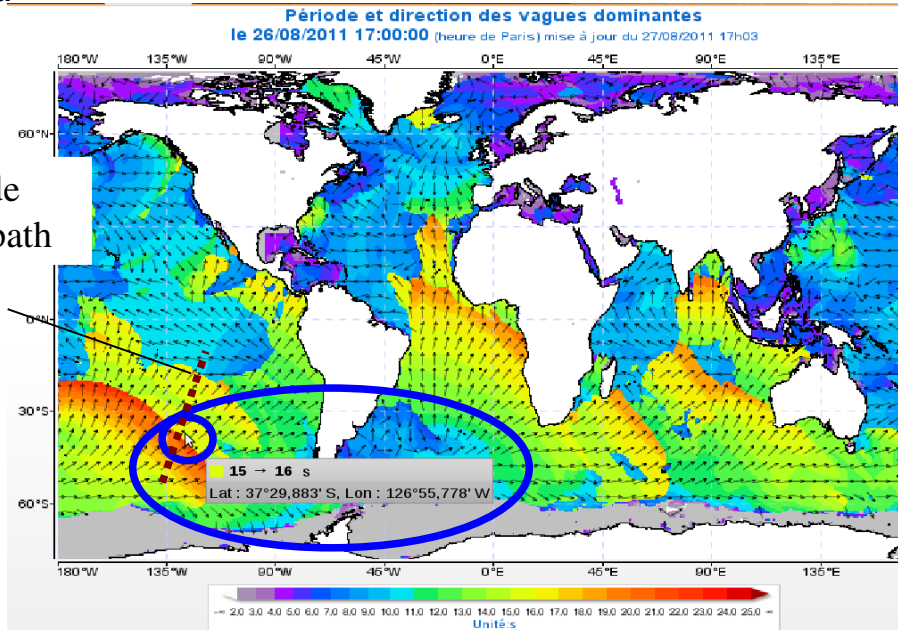 Période et direction des vagues dominantes
le 26/08/2011 17:00:00 (heure de Paris) mise à jour du 27/08/2011 17h03
180°W 135°W 90°W 45°W 0°E 45°E 90°E 135°E
60°N
le
path
0°N
30°S
15 → 16 s
Lat : 37°29,883' S, Lon : 126°55,778' W
60°S
180°W 135°W 90°W 45°W 0°E 45°E 90°E 135°E
-∞ 2,0 3,0 4,0 5,0 6,0 7,0 8,0 9,0 10,0 11,0 12,0 13,0 14,0 15,0 16,0 17,0 18,0 19,0 20,0 21,0 22,0 23,0 24,0 25,0 ∞
Unité:s